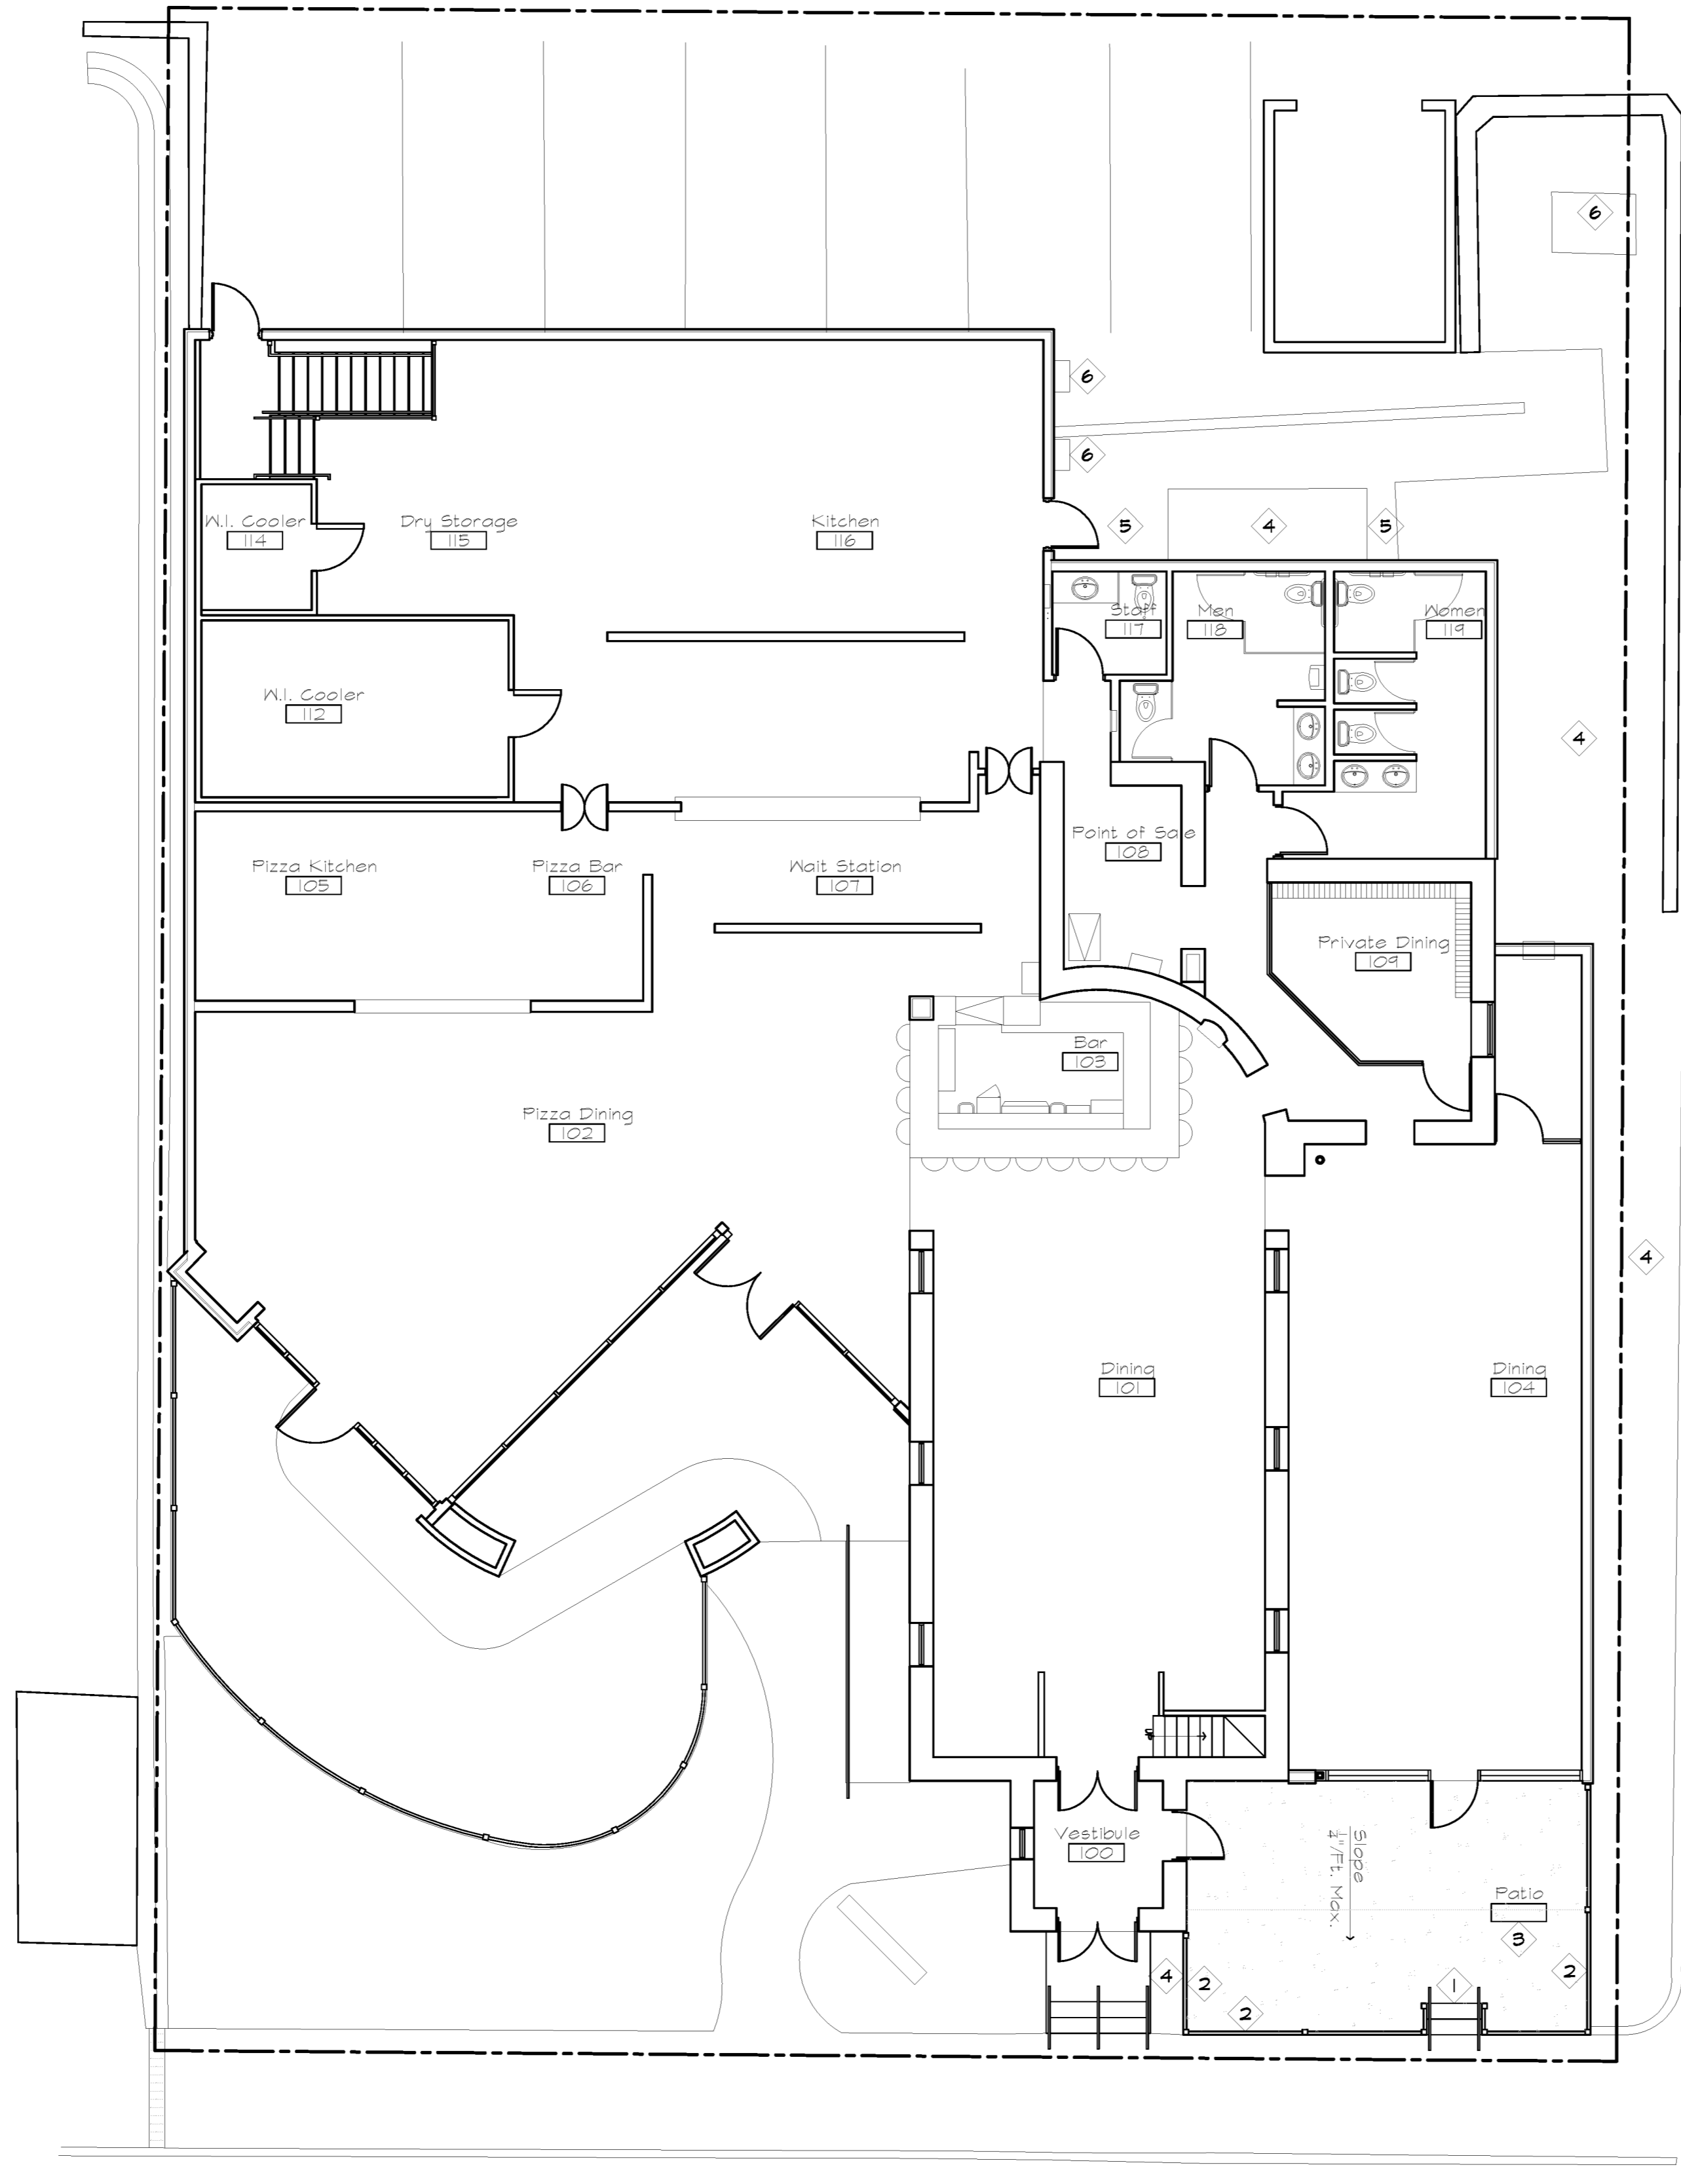 6
6
6
W.I. Cooler
114
Dry Storage
115
Kitchen
116
5
4
5
Staff
117
Men
118
Women
119
W.I. Cooler
112
4
Point of Sale
108
Pizza Kitchen
105
Pizza Bar
106
Wait Station
107
Private Dining
109
Bar
103
Pizza Dining
102
4
Dining
101
Dining
104
Vestibule
100
Slope
1/4"/Ft. Max.
Patio
3
4
2
2
1
2